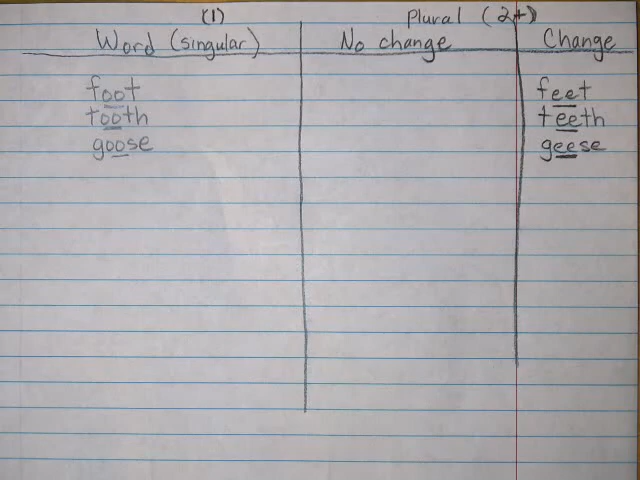 (1) Plural (2+)
Word (singular) No change Change
foot feet
tooth teeth
goose geese